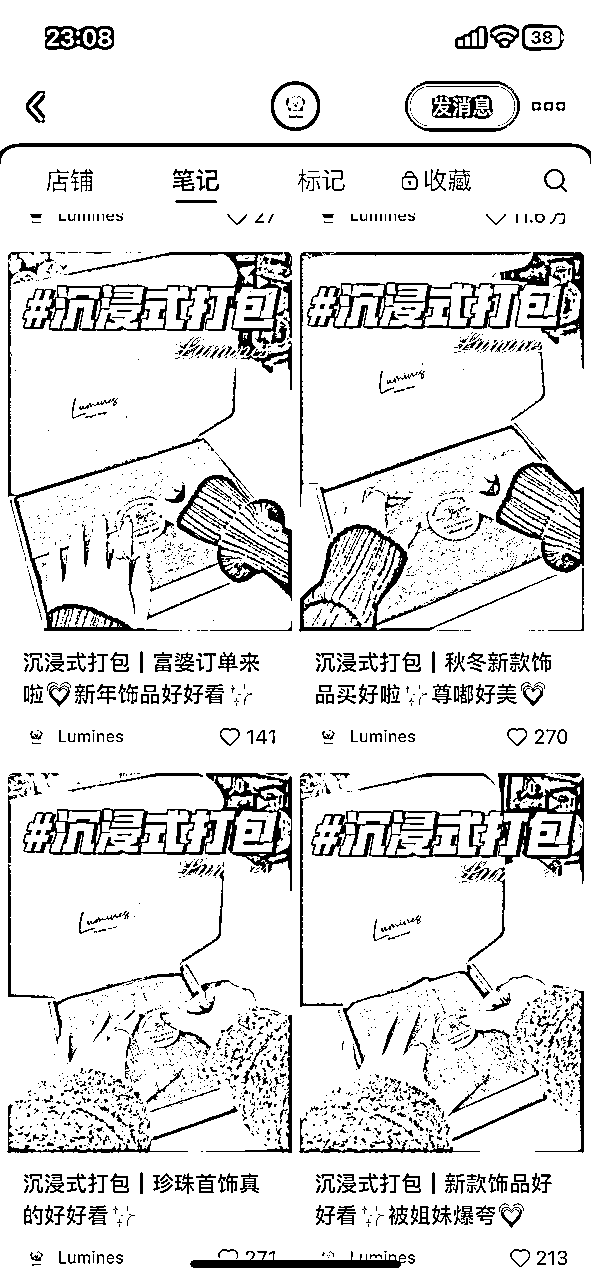 23:08
38
发消息
店铺
笔记
标记
收藏
Lumines
27
Lumines
11.6万
#沉浸式打包
Lumines
Lumines
沉浸式打包 | 富婆订单来
啦💗新年饰品好好看✨
Lumines
141
#沉浸式打包
Lumines
Lumines
沉浸式打包 | 秋冬新款饰
品买好啦✨尊嘟好美💗
Lumines
270
#沉浸式打包
Lumines
沉浸式打包 | 珍珠首饰真
的好好看✨
Lumines
271
#沉浸式打包
Lumines
沉浸式打包 | 新款饰品好
好看✨被姐妹爆夸💗
Lumines
213